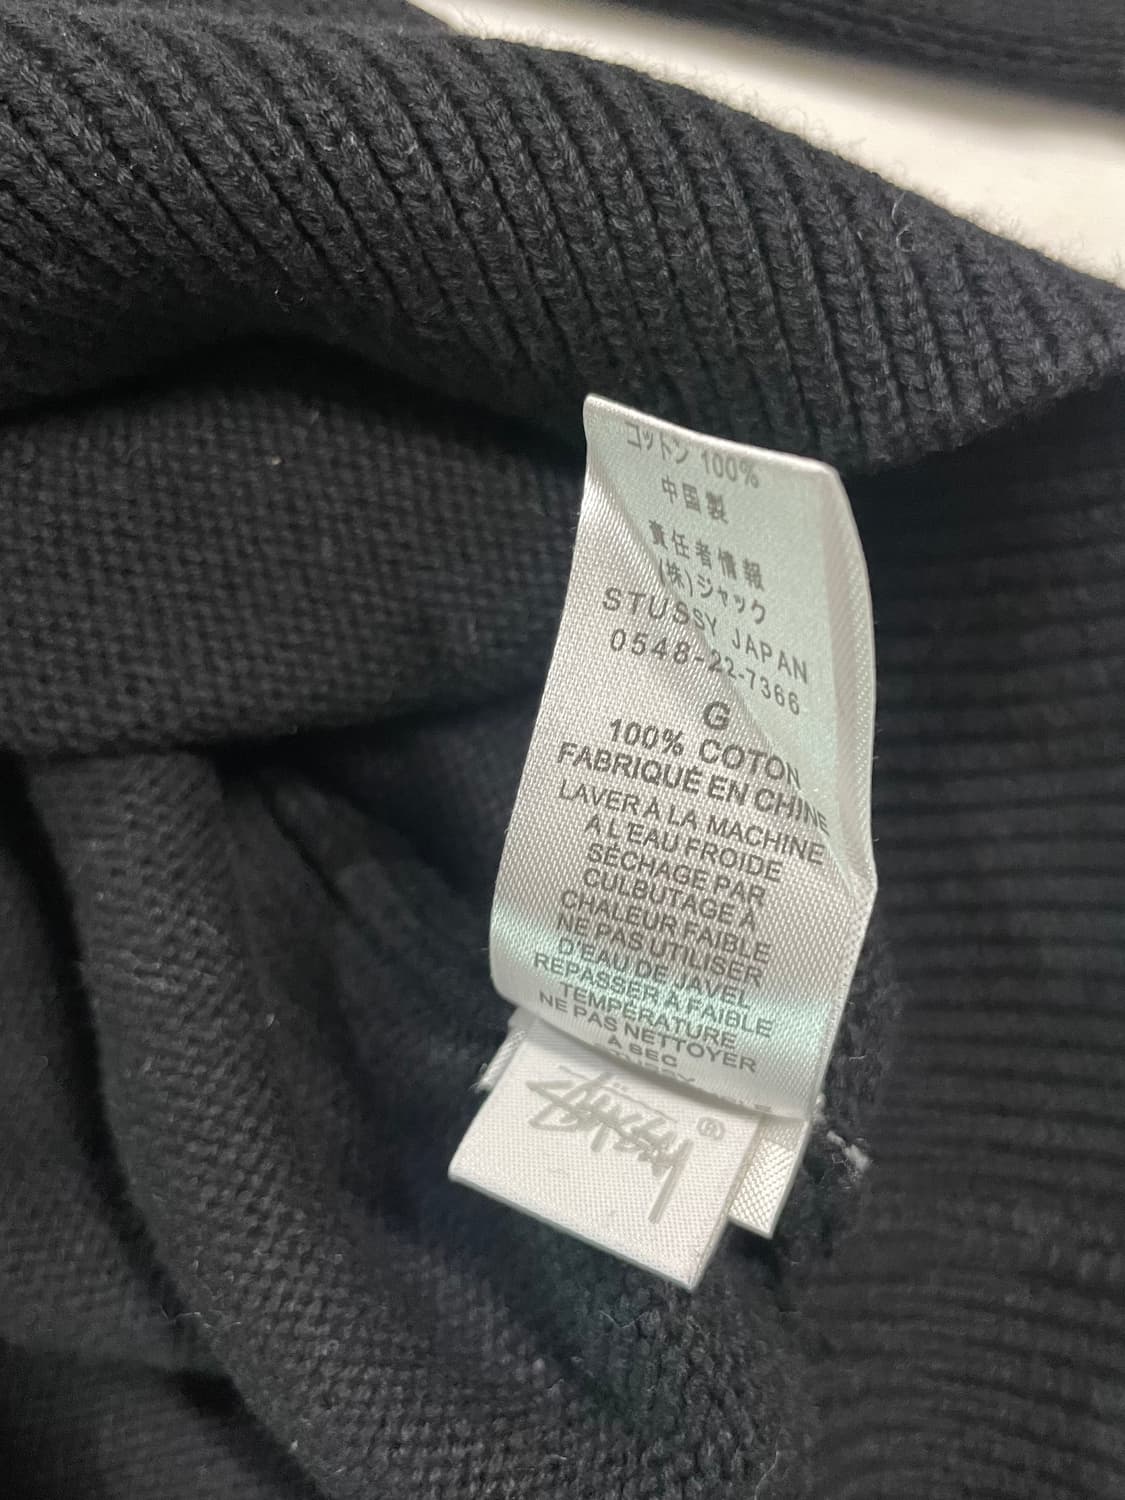 コットン 100%
中国製
責任者情報
(株)ジャック
STUSSY JAPAN
0548-22-7366
G
100% COTON
FABRIQUÉ EN CHINE
LAVER A LA MACHINE
A L'EAU FROIDE
SÉCHAGE PAR
CULBUTAGE À
CHALEUR FAIBLE
NE PAS UTILISER
D'EAU DE JAVEL
REPASSER À FAIBLE
TEMPÉRATURE
NE PAS NETTOYER
A SEC
Stüssy ®